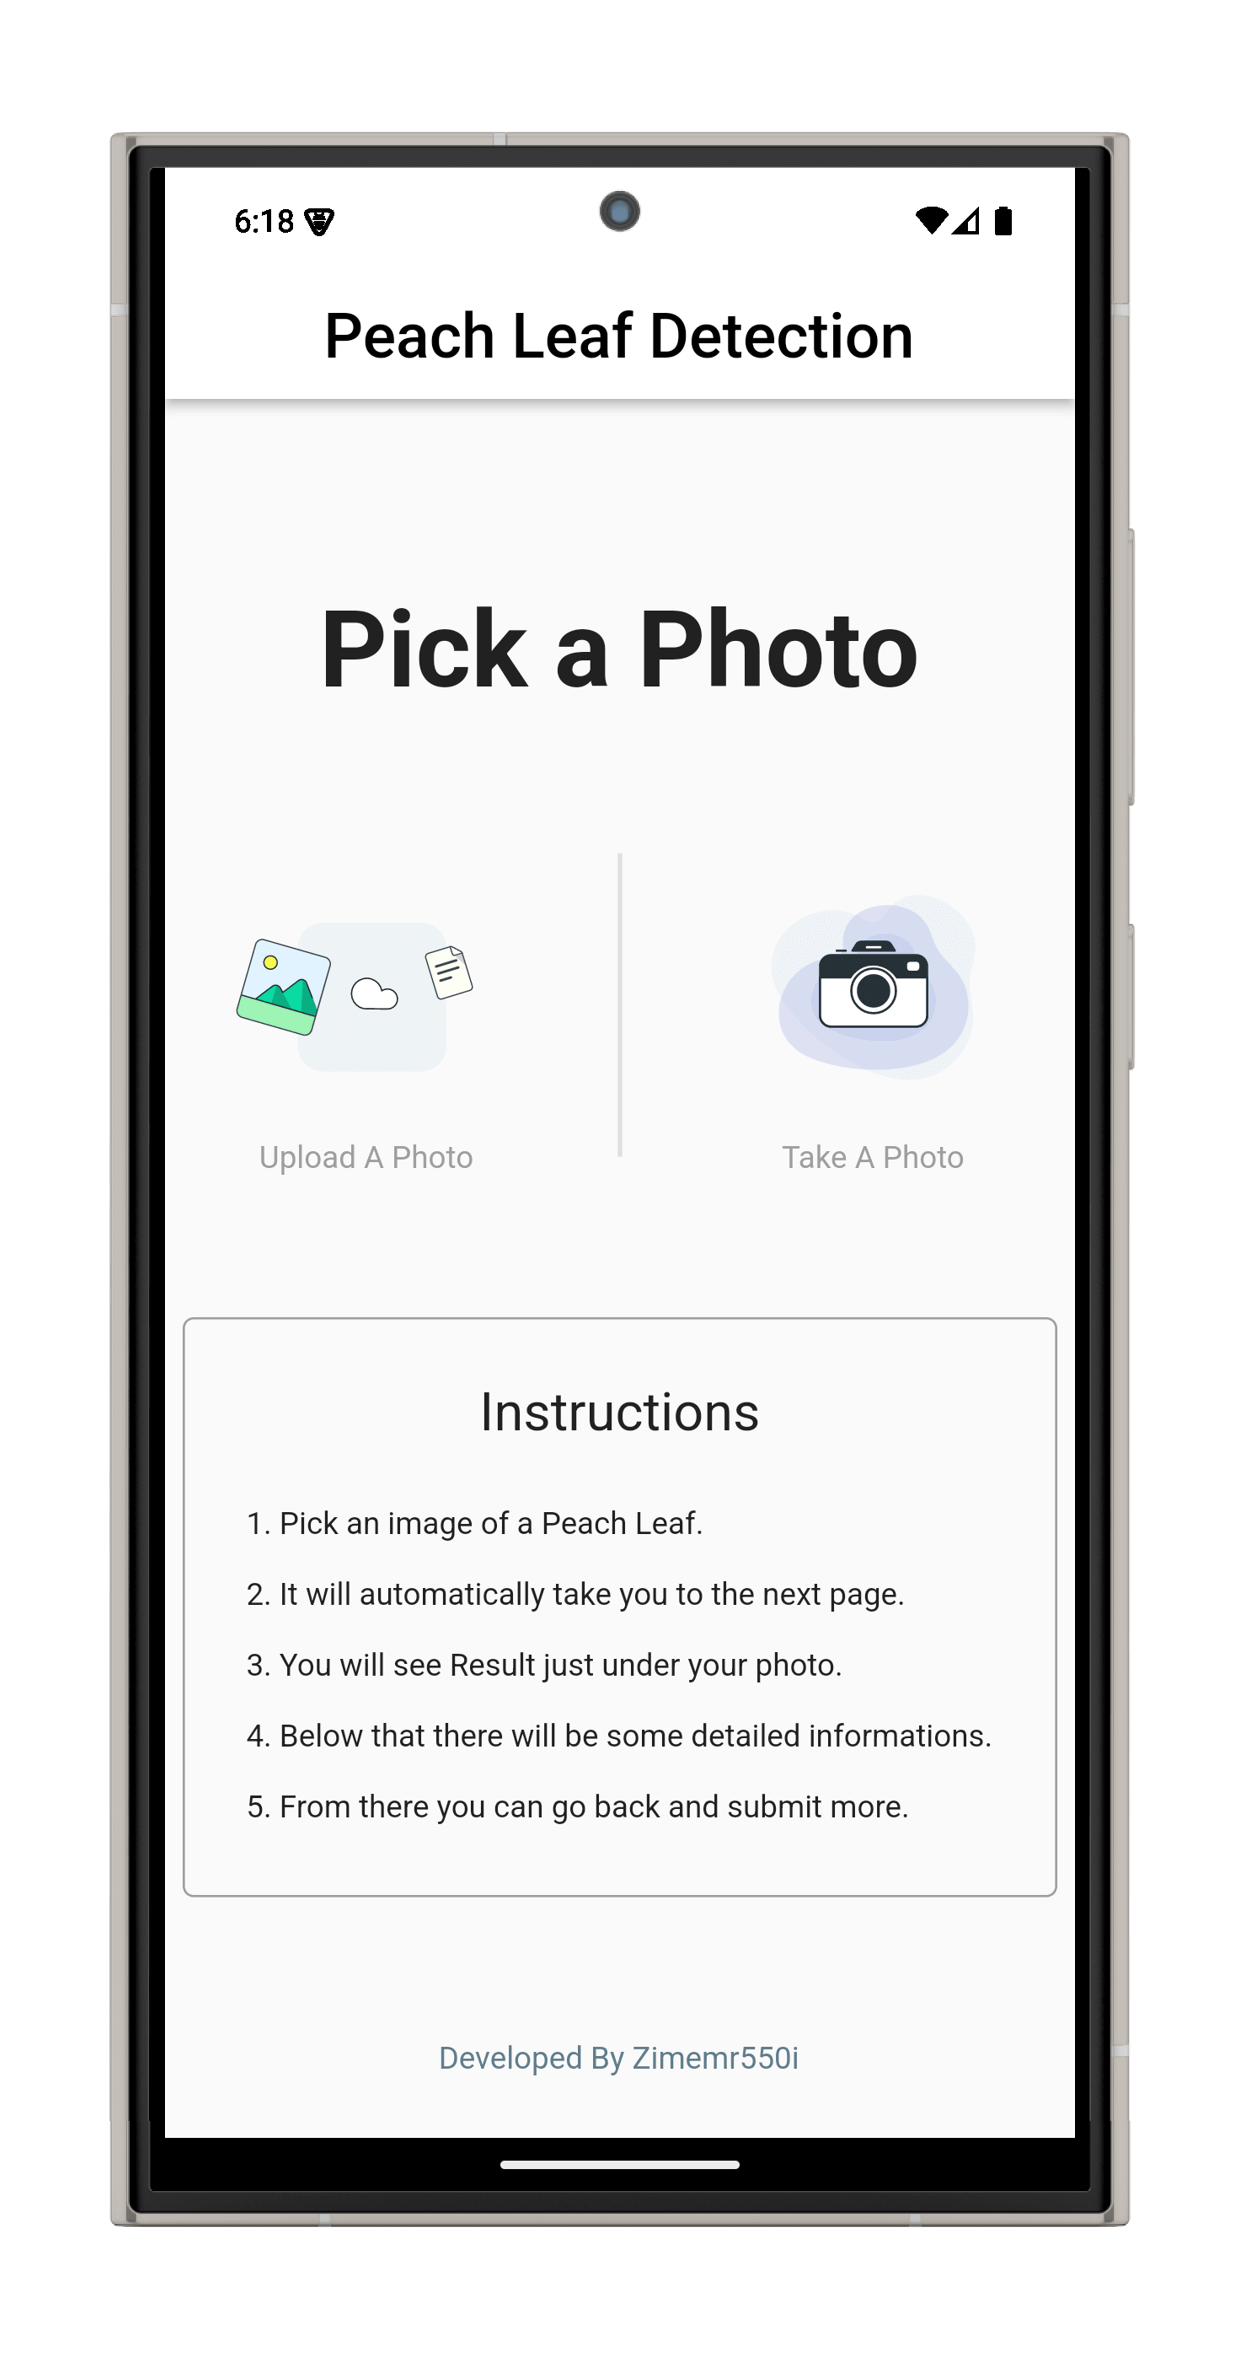 6:18
Peach Leaf Detection
Pick a Photo
Upload A Photo
Take A Photo
Instructions
1. Pick an image of a Peach Leaf.
2. It will automatically take you to the next page.
3. You will see Result just under your photo.
4. Below that there will be some detailed informations.
5. From there you can go back and submit more.
Developed By Zimemr550i